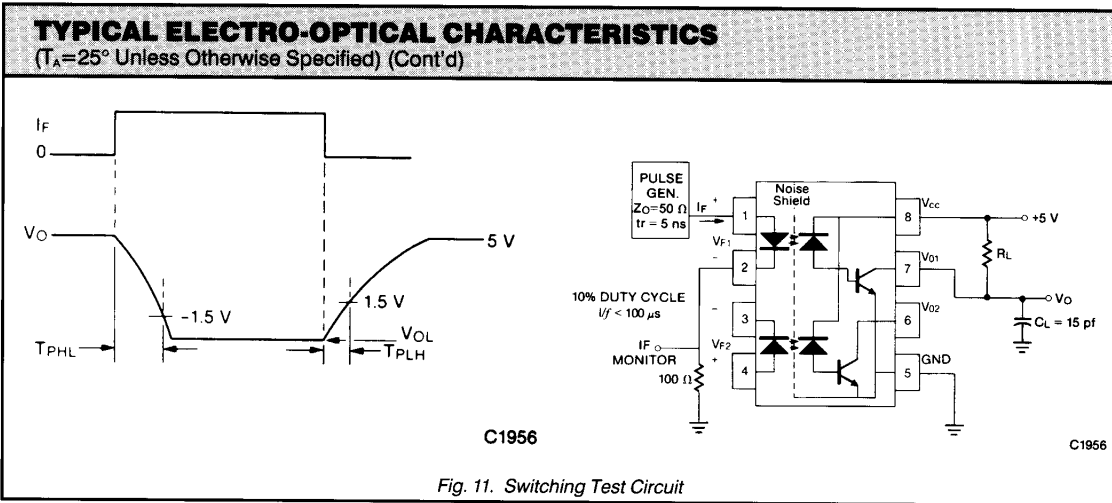 TYPICAL ELECTRO-OPTICAL CHARACTERISTICS
(TA=25° Unless Otherwise Specified) (Cont'd)
IF
0
VO
5 V
-1.5 V
1.5 V
VOL
TPHL
TPLH
C1956
PULSE
GEN.
ZO=50 Ω
tr = 5 ns
IF
+
Noise
Shield
1
8
VCC
+5 V
VF1
RL
-
2
7
V01
VO
10% DUTY CYCLE
I/f < 100 μs
-
3
6
V02
CL = 15 pf
IF
MONITOR
VF2
+
4
5
GND
100 Ω
C1956
Fig. 11. Switching Test Circuit